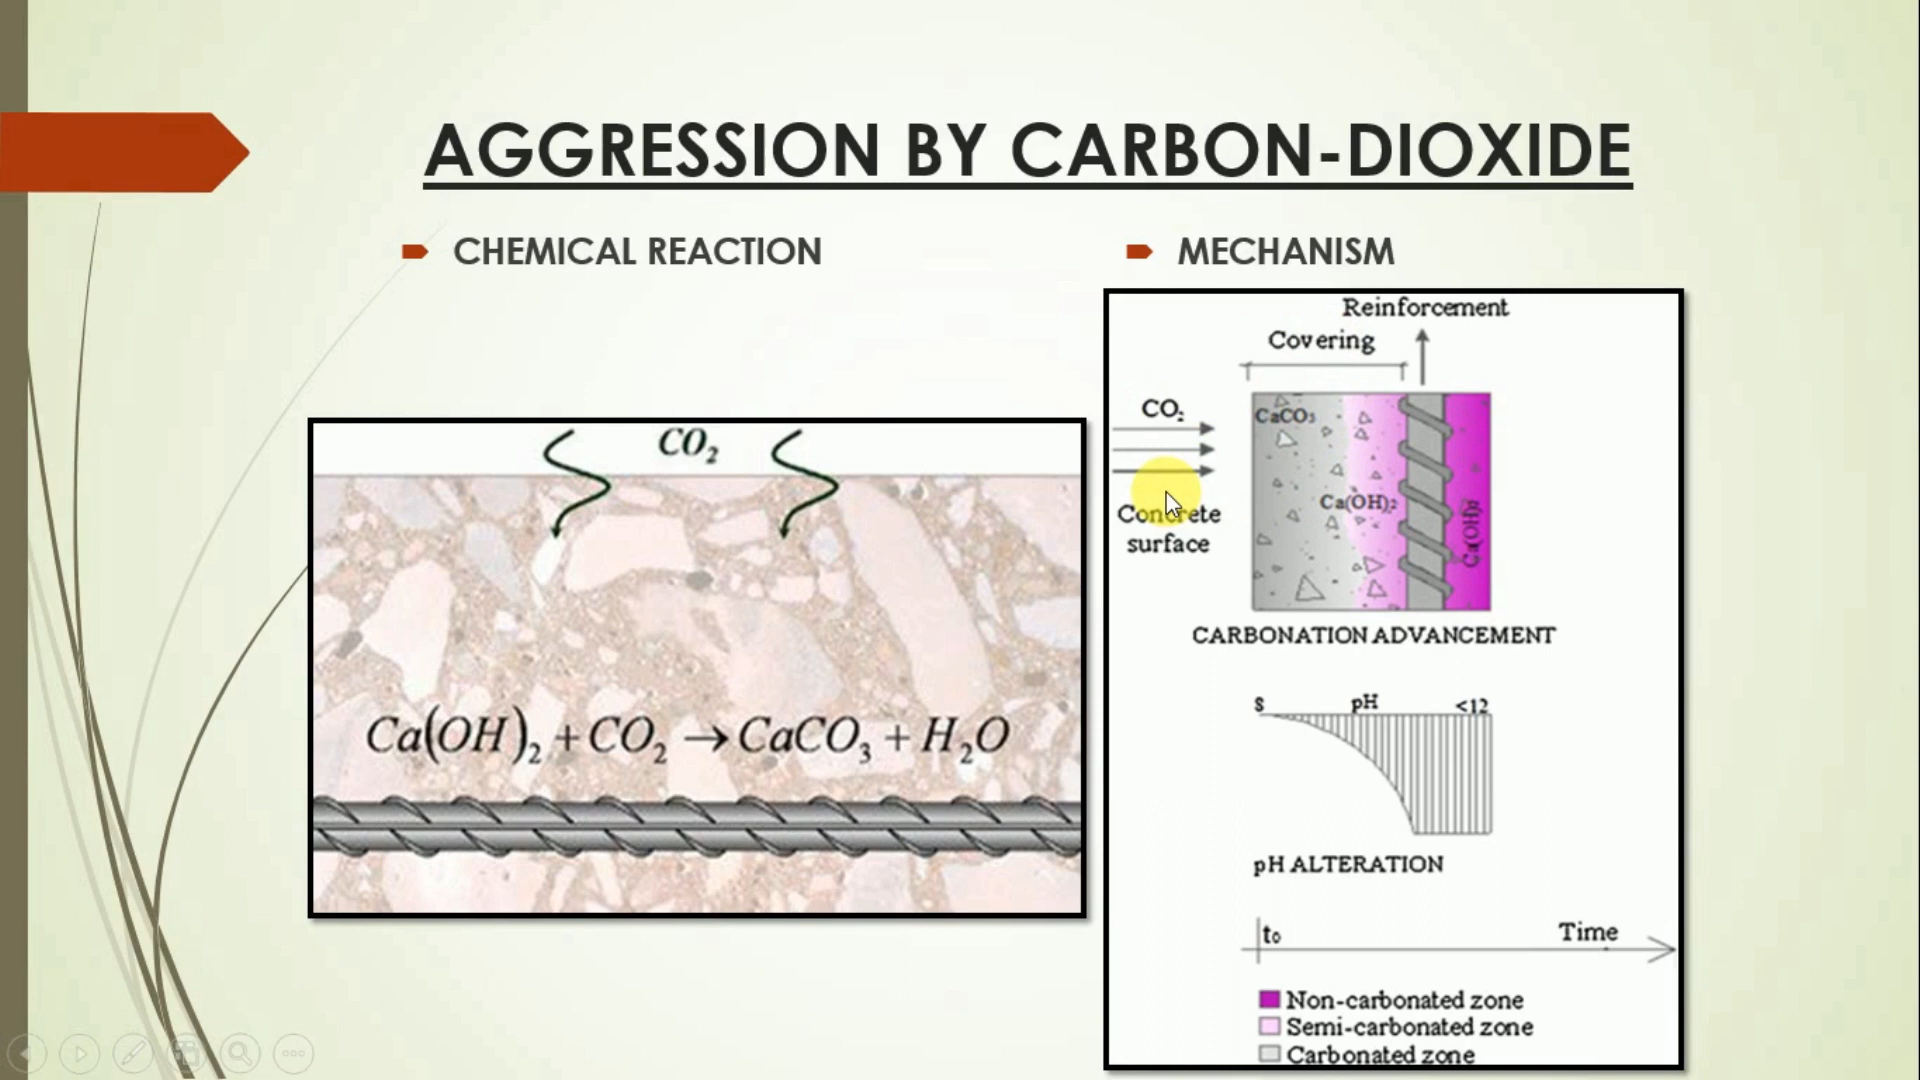 AGGRESSION BY CARBON-DIOXIDE
CHEMICAL REACTION
CO₂
Ca(OH)₂ + CO₂ → CaCO₃ + H₂O
MECHANISM
Reinforcement
Covering
CO₂
Concrete
surface
CaCO₃
Ca(OH)₂
Ca(OH)₂
CARBONATION ADVANCEMENT
8 pH <12
pH ALTERATION
t₀ Time
Non-carbonated zone
Semi-carbonated zone
Carbonated zone